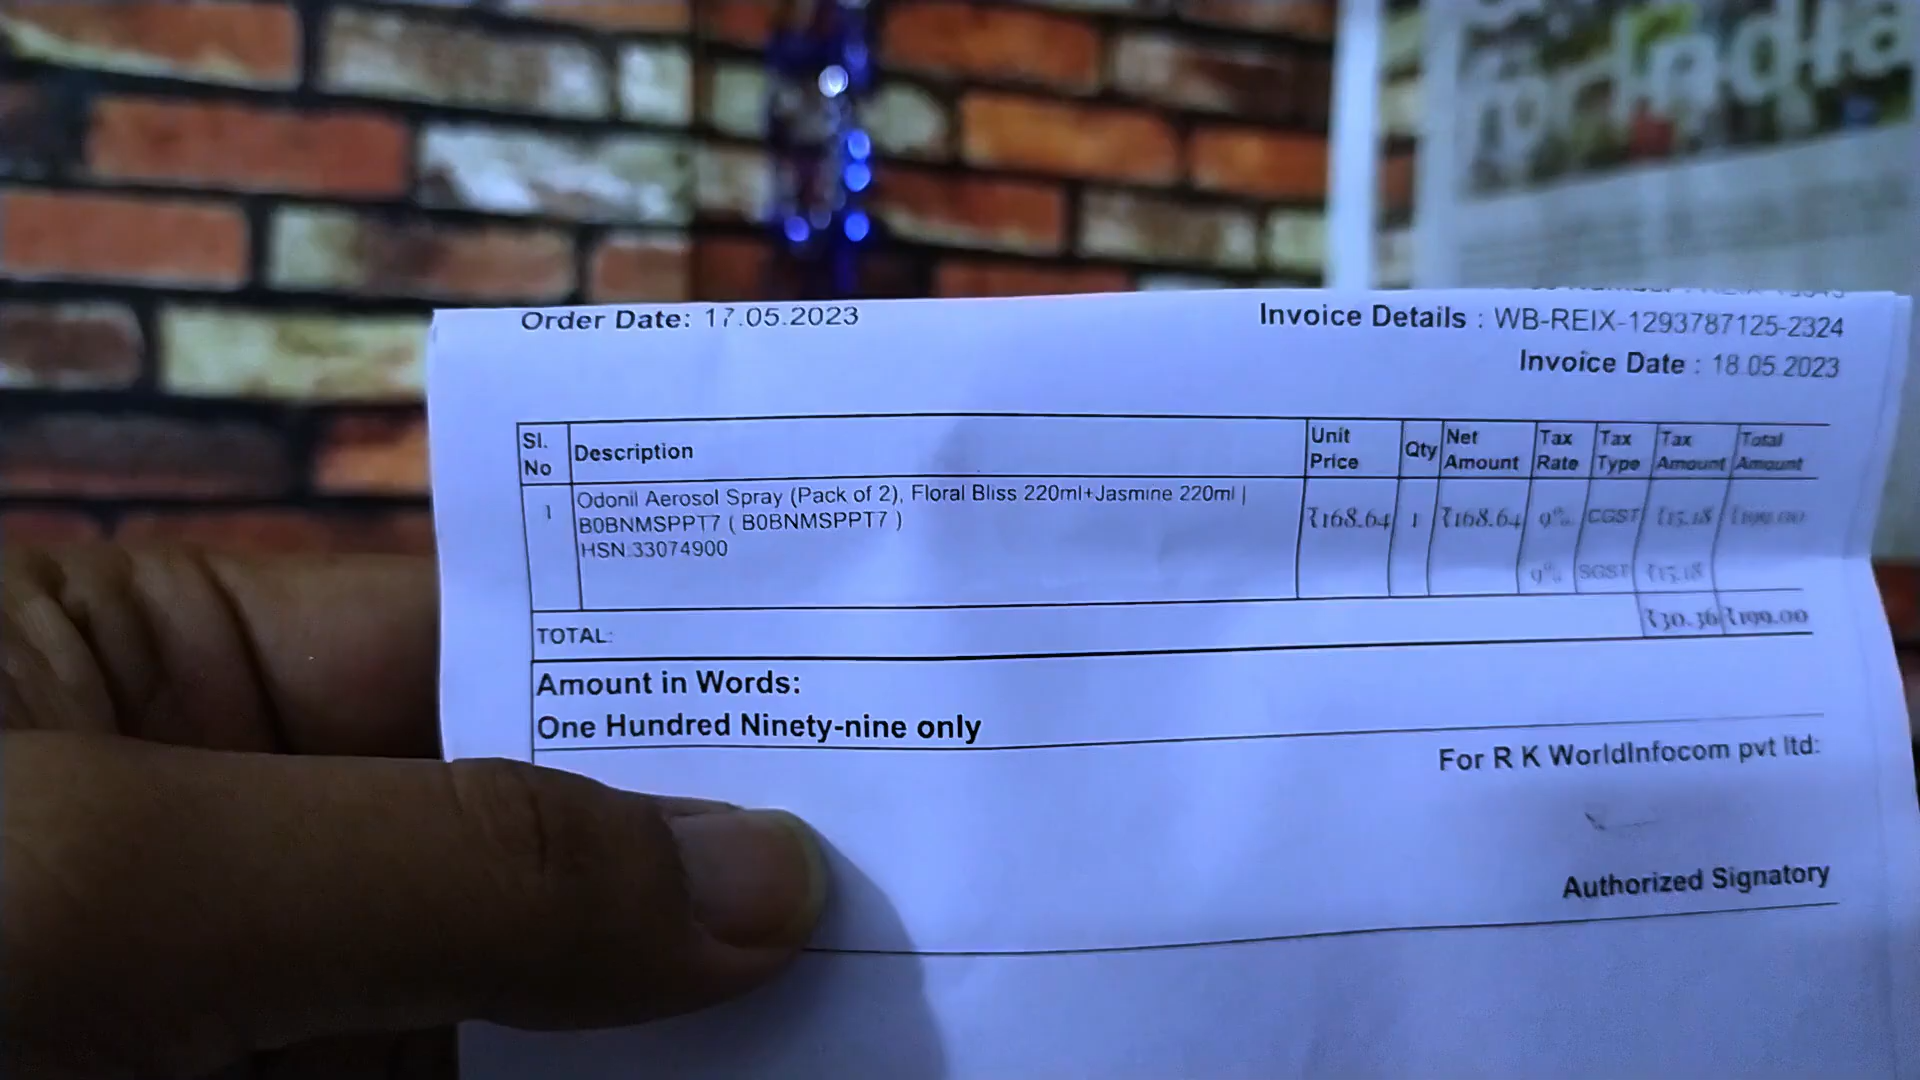 for India
Order Date: 17.05.2023
Invoice Details : WB-REIX-1293787125-2324
Invoice Date : 18.05.2023
Sl. No Description Unit Price Qty Net Amount Tax Rate Tax Type Tax Amount Total Amount
1 Odonil Aerosol Spray (Pack of 2), Floral Bliss 220ml+Jasmine 220ml | ₹168.64 1 ₹168.64 9% CGST ₹15.18 ₹199.00
B0BNMSPPT7 ( B0BNMSPPT7 )
HSN:33074900
9% SGST ₹15.18
TOTAL: ₹30.36 ₹199.00
Amount in Words:
One Hundred Ninety-nine only
For R K WorldInfocom pvt ltd:
Authorized Signatory